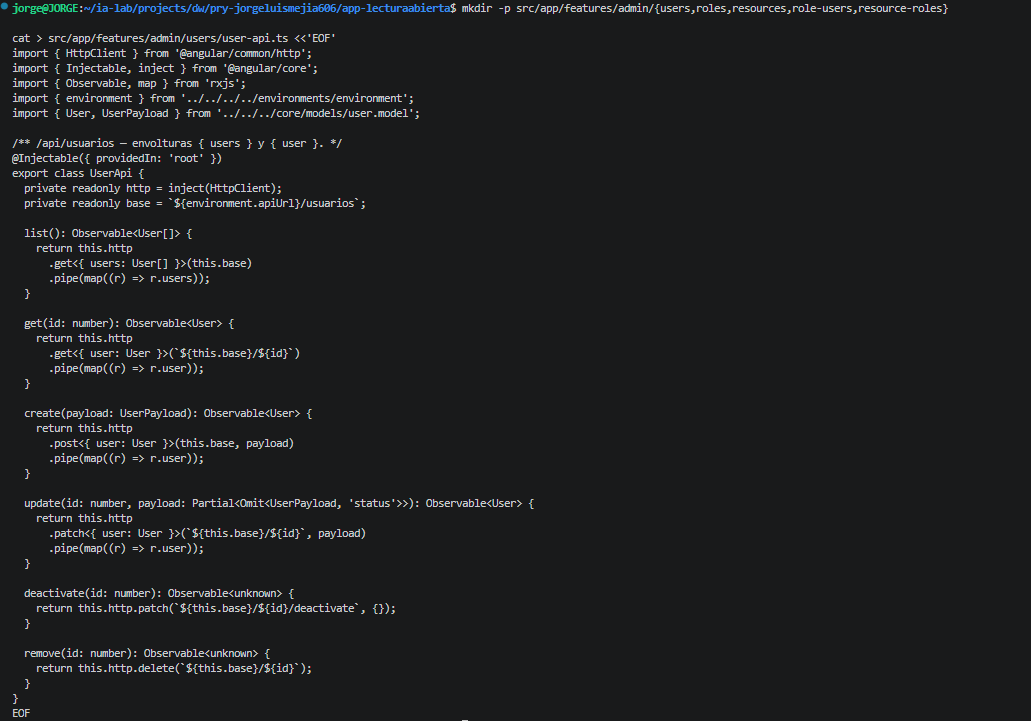 jorge@JORGE:~/ia-lab/projects/dw/pry-jorgeluismejia606/app-lecturaabierta$ mkdir -p src/app/features/admin/{users,roles,resources,role-users,resource-roles}

cat > src/app/features/admin/users/user-api.ts <<'EOF'
import { HttpClient } from '@angular/common/http';
import { Injectable, inject } from '@angular/core';
import { Observable, map } from 'rxjs';
import { environment } from '../../../../environments/environment';
import { User, UserPayload } from '../../../core/models/user.model';

/** /api/usuarios — envolturas { users } y { user }. */
@Injectable({ providedIn: 'root' })
export class UserApi {
  private readonly http = inject(HttpClient);
  private readonly base = `${environment.apiUrl}/usuarios`;

  list(): Observable<User[]> {
    return this.http
      .get<{ users: User[] }>(this.base)
      .pipe(map((r) => r.users));
  }

  get(id: number): Observable<User> {
    return this.http
      .get<{ user: User }>(`${this.base}/${id}`)
      .pipe(map((r) => r.user));
  }

  create(payload: UserPayload): Observable<User> {
    return this.http
      .post<{ user: User }>(this.base, payload)
      .pipe(map((r) => r.user));
  }

  update(id: number, payload: Partial<Omit<UserPayload, 'status'>>): Observable<User> {
    return this.http
      .patch<{ user: User }>(`${this.base}/${id}`, payload)
      .pipe(map((r) => r.user));
  }

  deactivate(id: number): Observable<unknown> {
    return this.http.patch(`${this.base}/${id}/deactivate`, {});
  }

  remove(id: number): Observable<unknown> {
    return this.http.delete(`${this.base}/${id}`);
  }
}
EOF